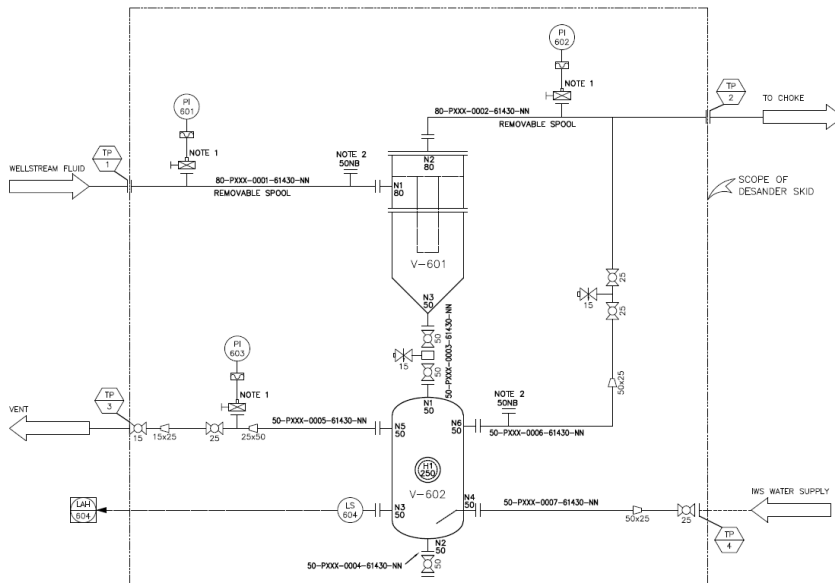 PI
602
NOTE 1
80-PXXX-0002-61430-NN
REMOVABLE SPOOL
TP
2
TO CHOKE
PI
601
NOTE 1
NOTE 2
50NB
WELLSTREAM FLUID
TP
1
80-PXXX-0001-61430-NN
REMOVABLE SPOOL
N1
80
N2
80
SCOPE OF
DESANDER SKID
V-601
N3
50
25
15
25
50
50-PXXX-0003-61430-NN
15
50
PI
603
NOTE 1
50x25
NOTE 2
50NB
N1
50
TP
3
VENT
50-PXXX-0005-61430-NN
15
15x25
25
25x50
N5
50
N6
50
50-PXXX-0006-61430-NN
H1
250
V-602
LAH
604
LS
604
N3
50
N4
50
50-PXXX-0007-61430-NN
50x25
25
IWS WATER SUPPLY
TP
4
N2
50
50-PXXX-0004-61430-NN
50